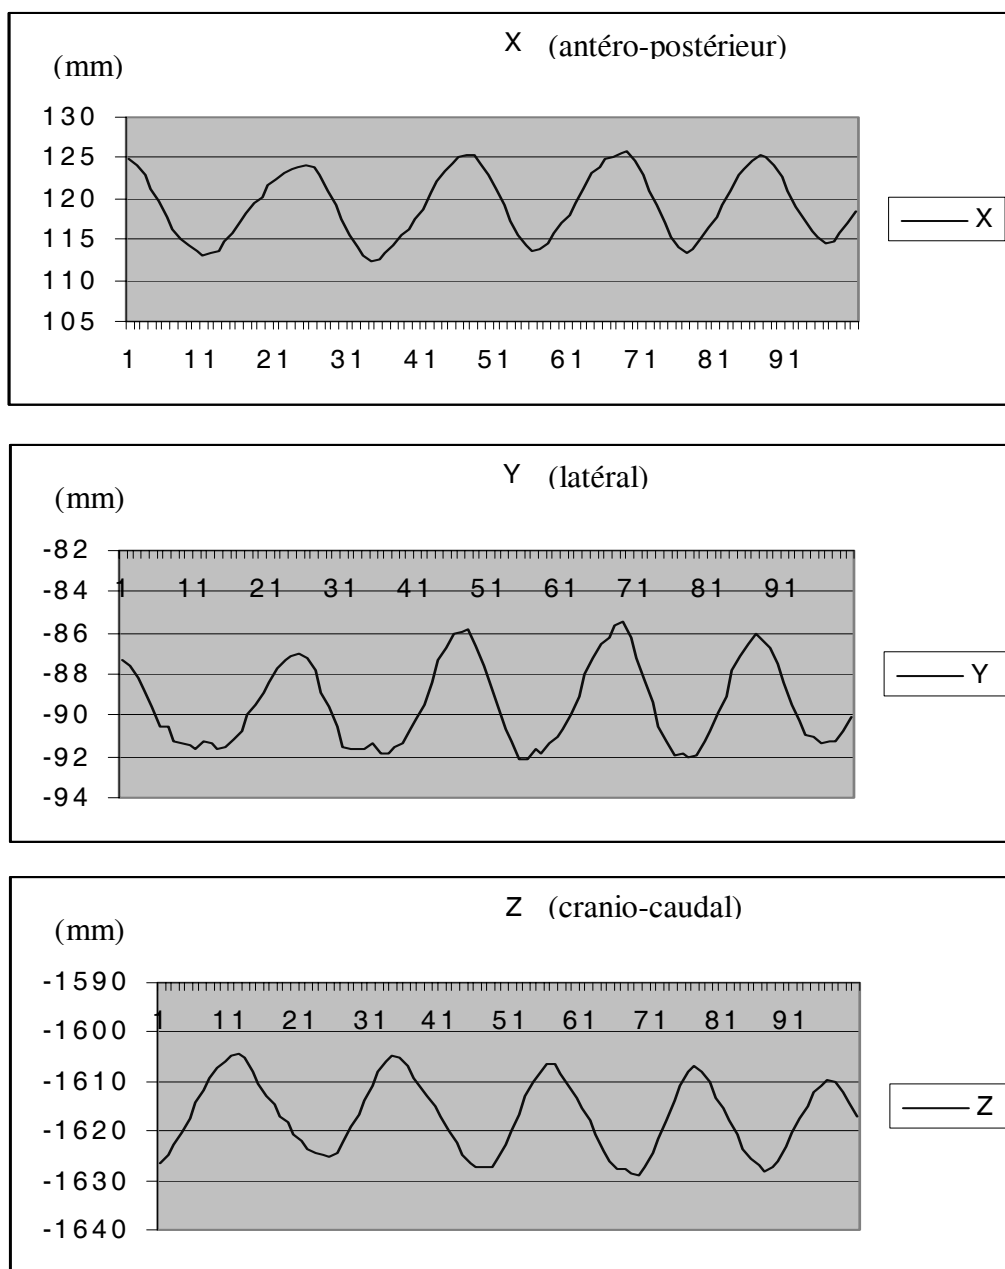 X (antéro-postérieur)
(mm)
130
125
120
115
110
105
1 11 21 31 41 51 61 71 81 91
X
Y (latéral)
(mm)
-82
-84
-86
-88
-90
-92
-94
1 11 21 31 41 51 61 71 81 91
Y
Z (cranio-caudal)
(mm)
-1590
-1600
-1610
-1620
-1630
-1640
1 11 21 31 41 51 61 71 81 91
Z